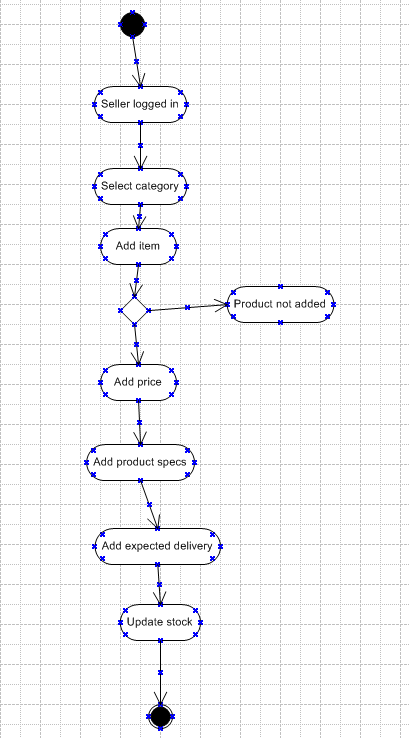 Seller logged in
Select category
Add item
Product not added
Add price
Add product specs
Add expected delivery
Update stock